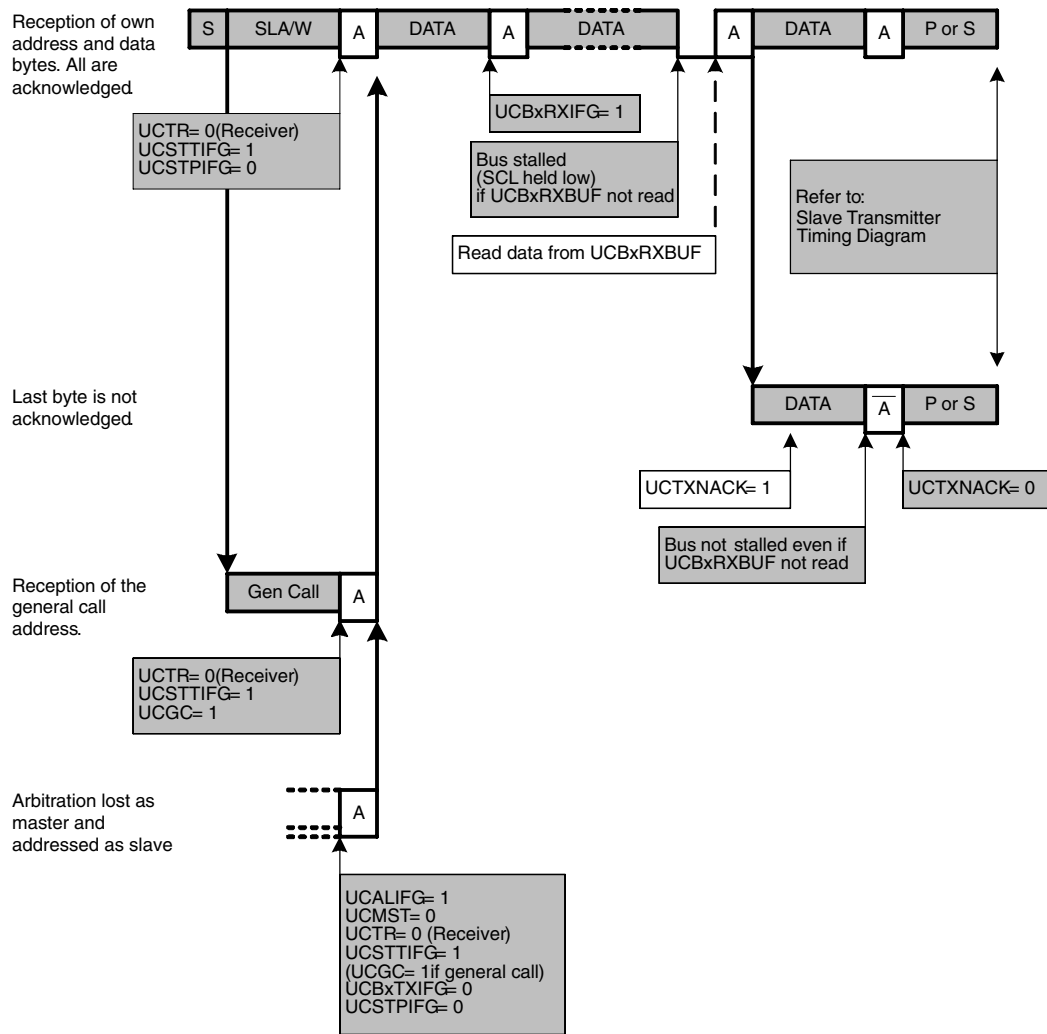 Reception of own
address and data
bytes. All are
acknowledged.
S SLA/W A DATA A DATA A DATA A P or S
UCTR= 0(Receiver)
UCSTTIFG= 1
UCSTPIFG= 0
UCBxRXIFG= 1
Bus stalled
(SCL held low)
if UCBxRXBUF not read
Read data from UCBxRXBUF
Refer to:
Slave Transmitter
Timing Diagram
Last byte is not
acknowledged.
DATA A P or S
UCTXNACK= 1
UCTXNACK= 0
Bus not stalled even if
UCBxRXBUF not read
Reception of the
general call
address.
Gen Call A
UCTR= 0(Receiver)
UCSTTIFG= 1
UCGC= 1
Arbitration lost as
master and
addressed as slave
A
UCALIFG= 1
UCMST= 0
UCTR= 0 (Receiver)
UCSTTIFG= 1
(UCGC= 1if general call)
UCBxTXIFG= 0
UCSTPIFG= 0